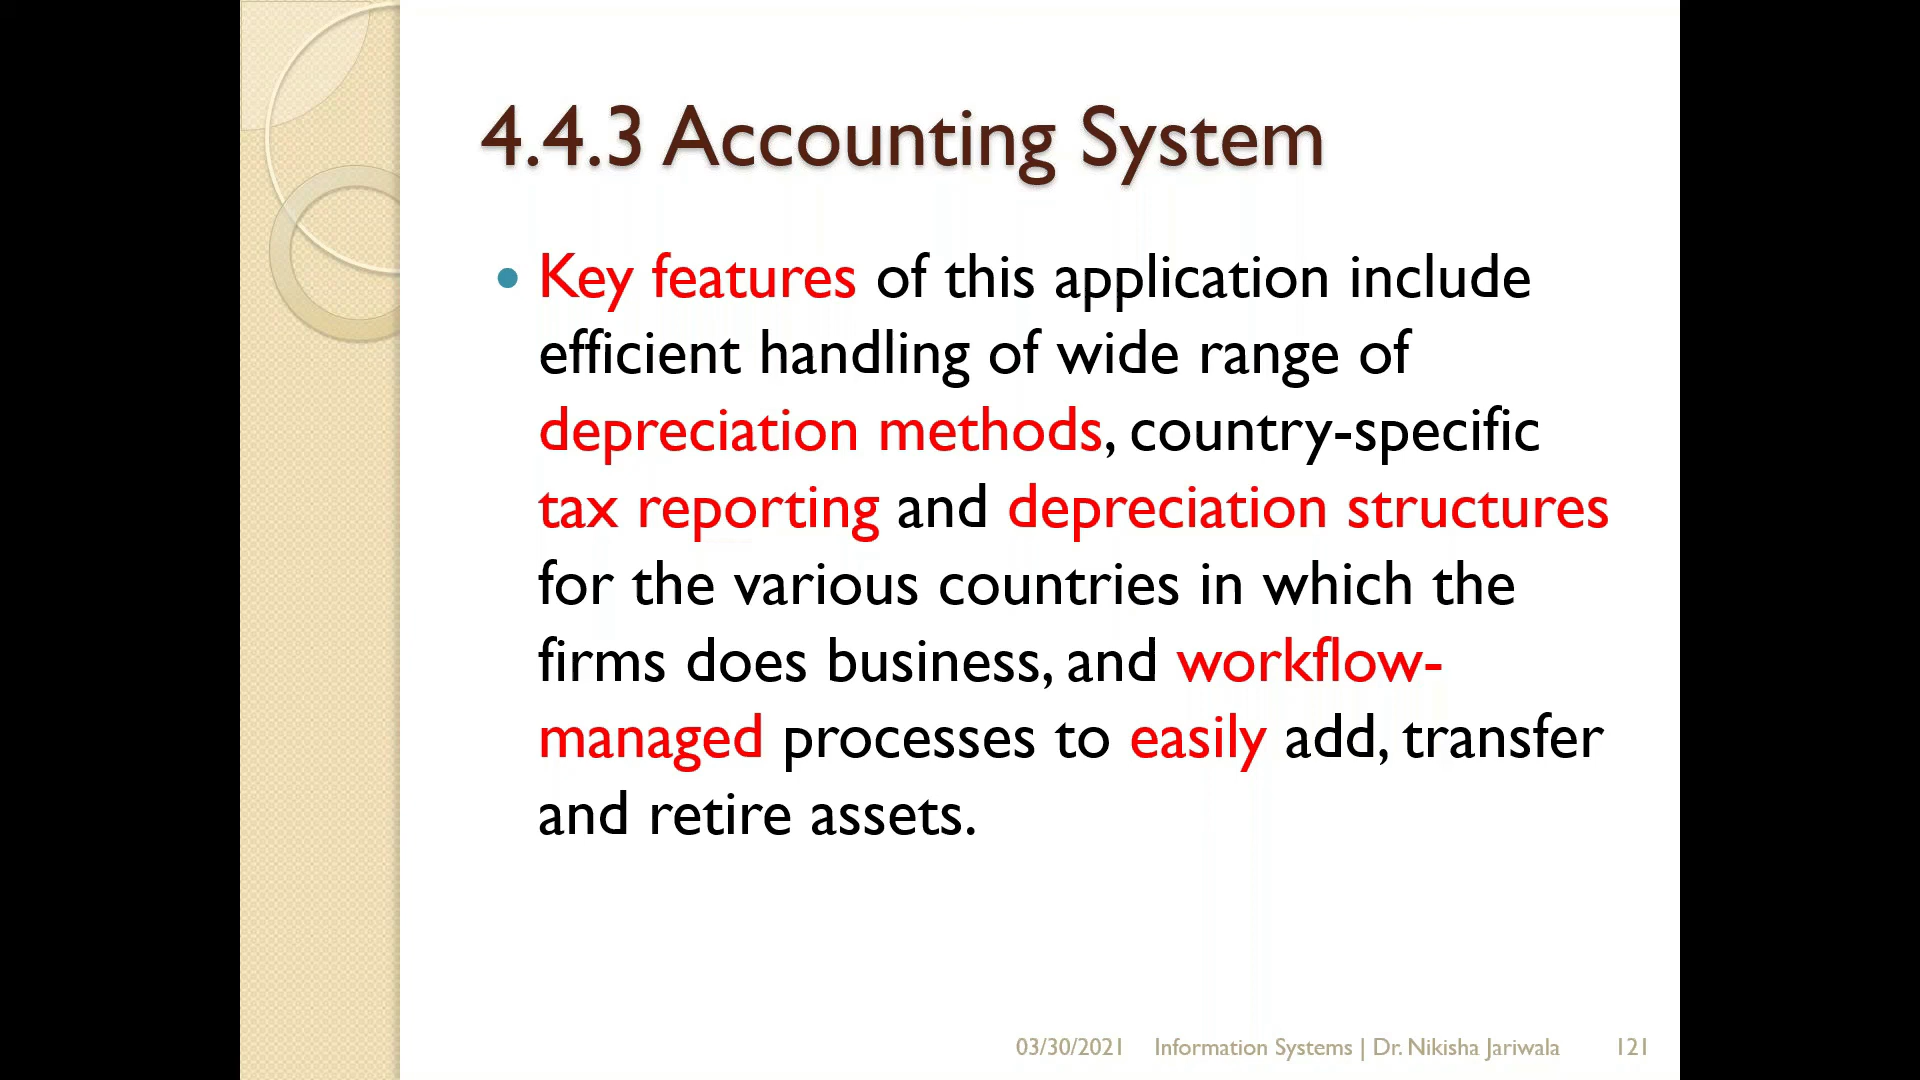 4.4.3 Accounting System
• Key features of this application include
efficient handling of wide range of
depreciation methods, country-specific
tax reporting and depreciation structures
for the various countries in which the
firms does business, and workflow-
managed processes to easily add, transfer
and retire assets.
03/30/2021 Information Systems | Dr. Nikisha Jariwala 121